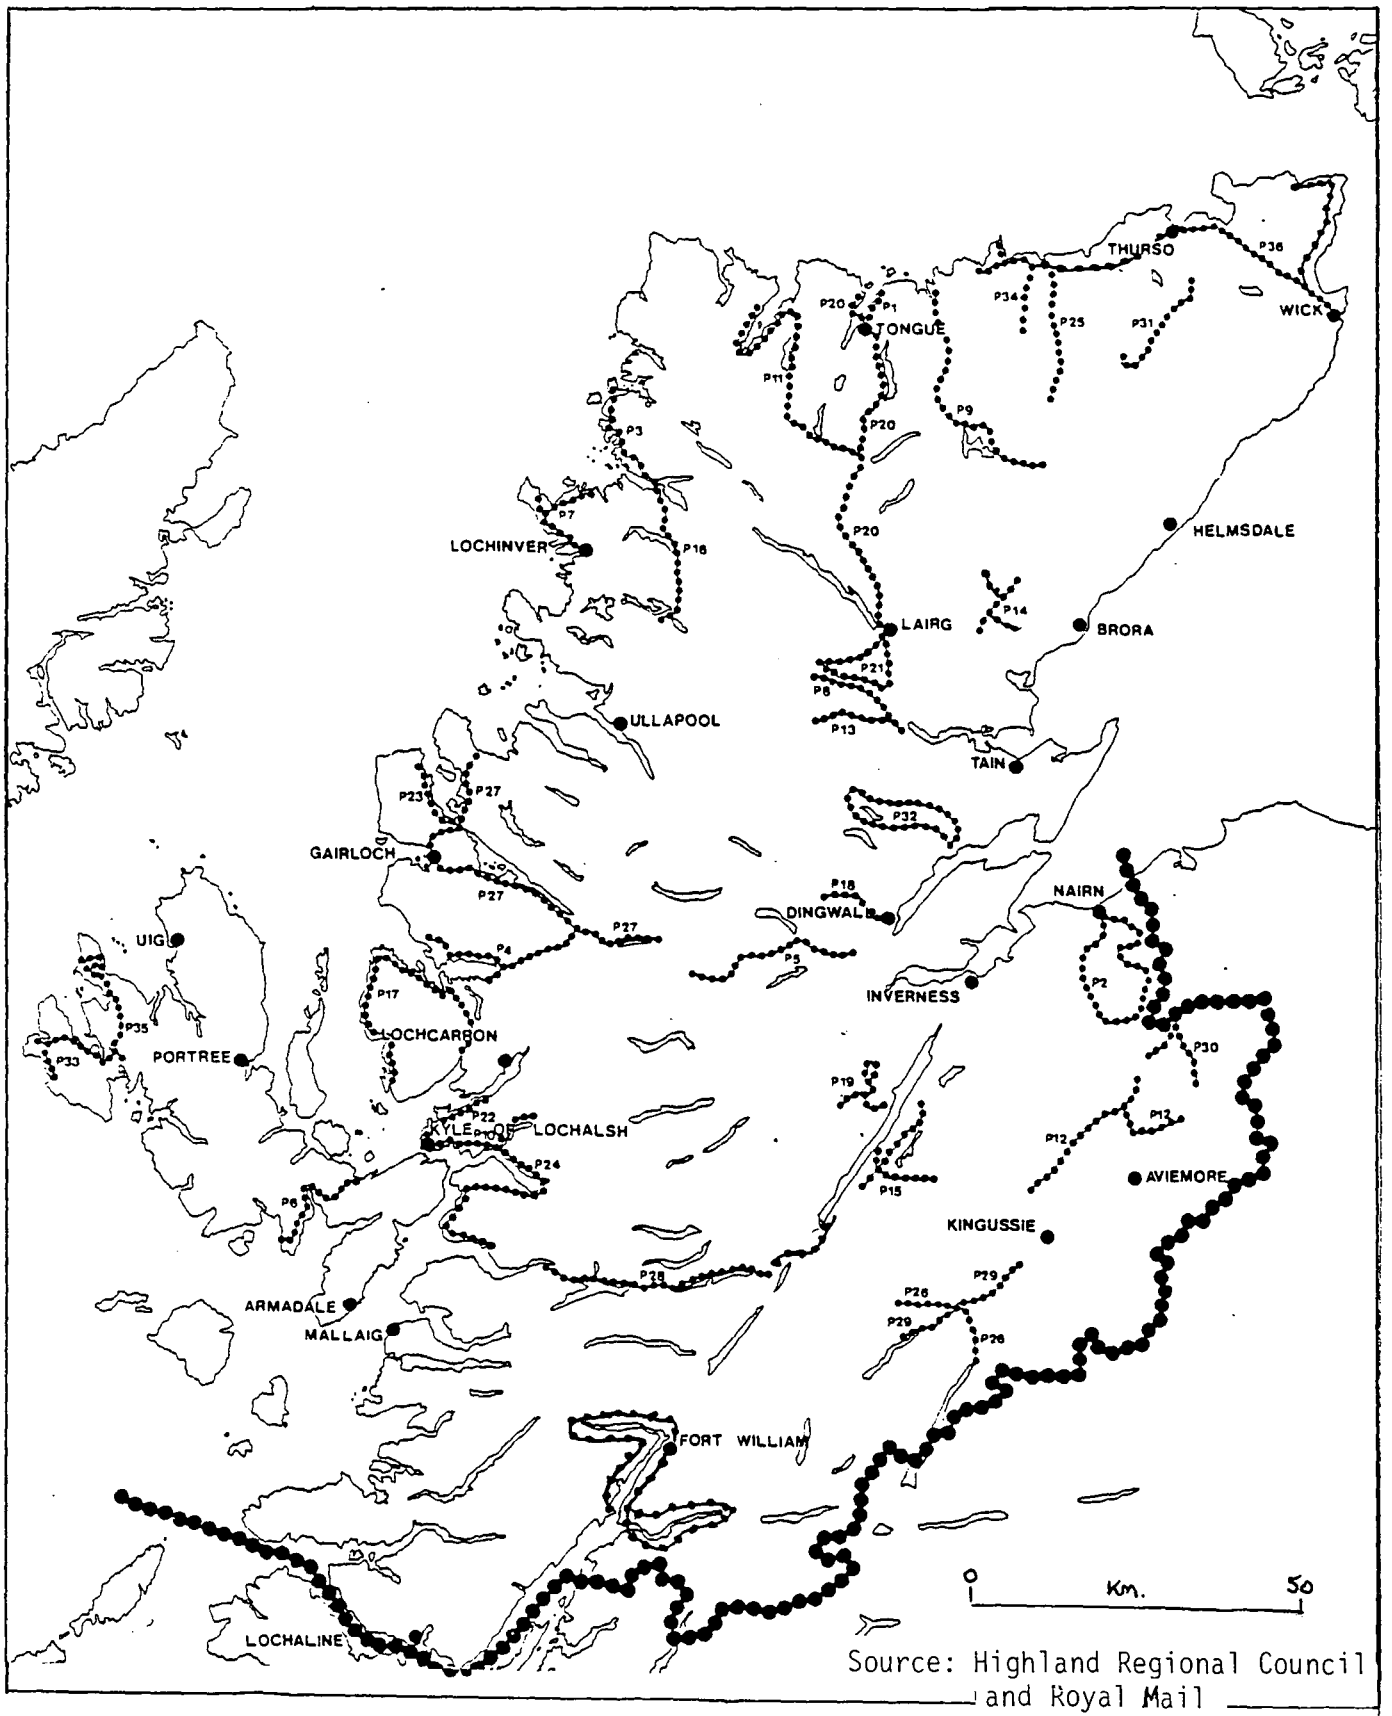 THURSO
P36
P20
P1
P34
WICK
TONGUE
P25
P31
P11
P9
P3
P20
P7
P20
HELMSDALE
LOCHINVER
P16
P14
LAIRG
BRORA
P21
P6
ULLAPOOL
P13
TAIN
P23
P27
P32
GAIRLOCH
P18
NAIRN
P27
DINGWALL
P27
UIG
P4
P5
P2
P17
INVERNESS
P35
LOCHCARRON
P30
P33
PORTREE
P19
P22
P12
KYLE OF LOCHALSH
P10
P12
P24
AVIEMORE
P15
P6
KINGUSSIE
P28
P29
P26
ARMADALE
P29
MALLAIG
P26
FORT WILLIAM
0 Km. 50
LOCHALINE
Source: Highland Regional Council
and Royal Mail